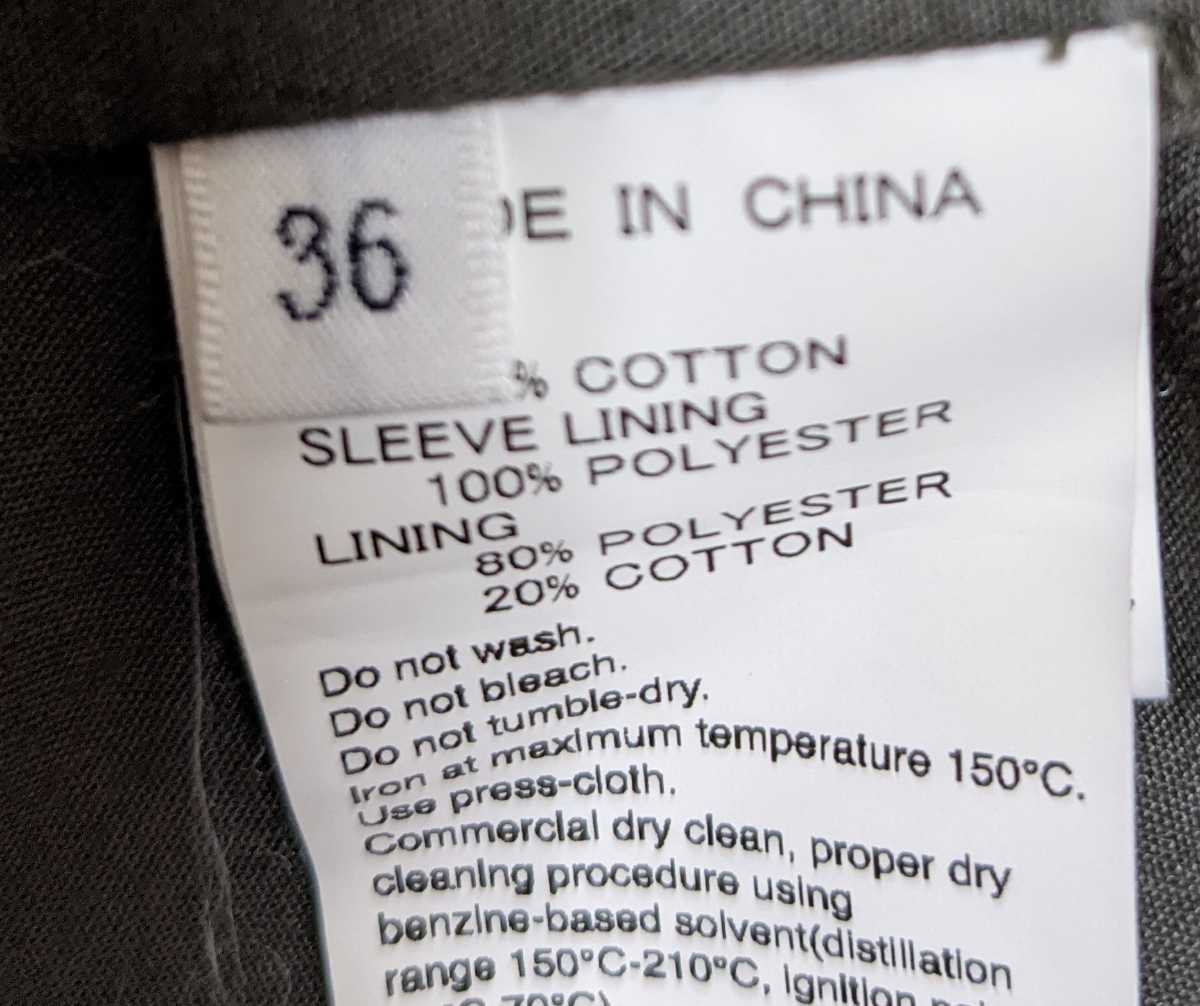 36
DE IN CHINA
% COTTON
SLEEVE LINING
100% POLYESTER
LINING
80% POLYESTER
20% COTTON
Do not wash.
Do not bleach.
Do not tumble-dry.
Iron at maximum temperature 150°C.
Use press-cloth.
Commercial dry clean, proper dry
cleaning procedure using
benzine-based solvent(distillation
range 150°C-210°C, ignition
70°C)